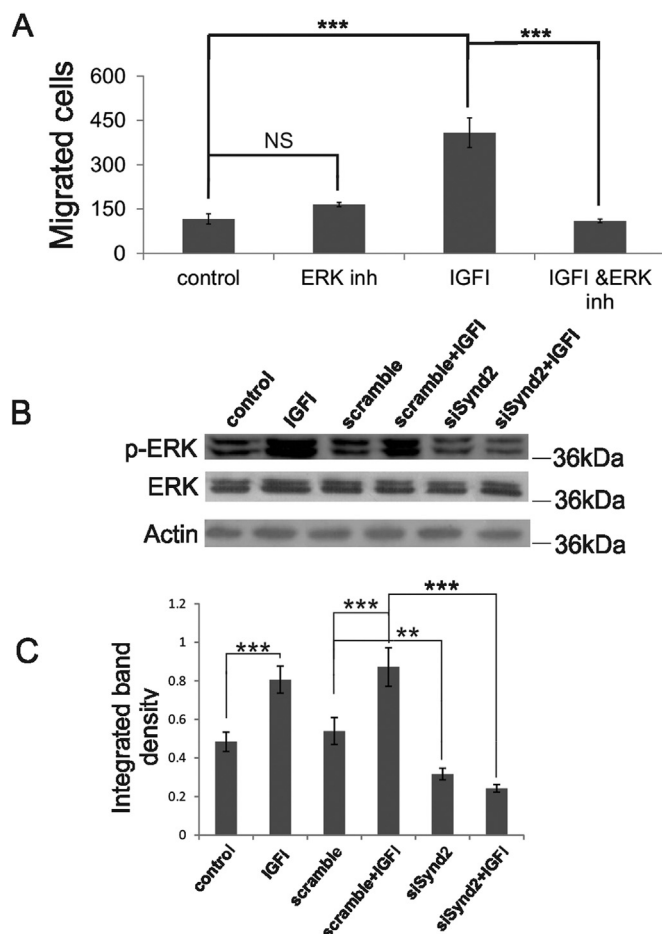 A
***
***
600
NS
450
300
150
0
Migrated cells
control
ERK inh
IGFI
IGFI &ERK
inh
B
control
IGFI
scramble
scramble+IGFI
siSynd2
siSynd2+IGFI
p-ERK
36kDa
ERK
36kDa
Actin
36kDa
C
1.2
***
***
1
***
**
0.8
0.6
0.4
0.2
0
Integrated band
density
control
IGFI
scramble
scramble+IGFI
siSynd2
siSynd2+IGFI